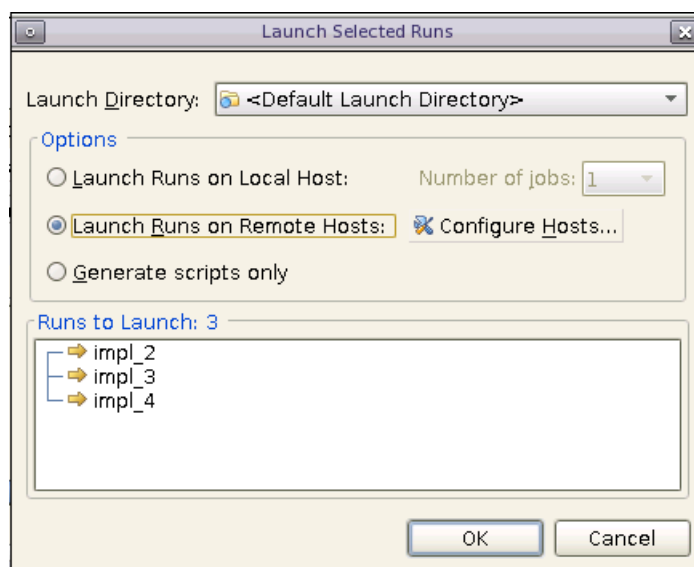 Launch Selected Runs
Launch Directory: <Default Launch Directory>
Options
Launch Runs on Local Host: Number of jobs: 1
Launch Runs on Remote Hosts: Configure Hosts...
Generate scripts only
Runs to Launch: 3
impl_2
impl_3
impl_4
OK Cancel